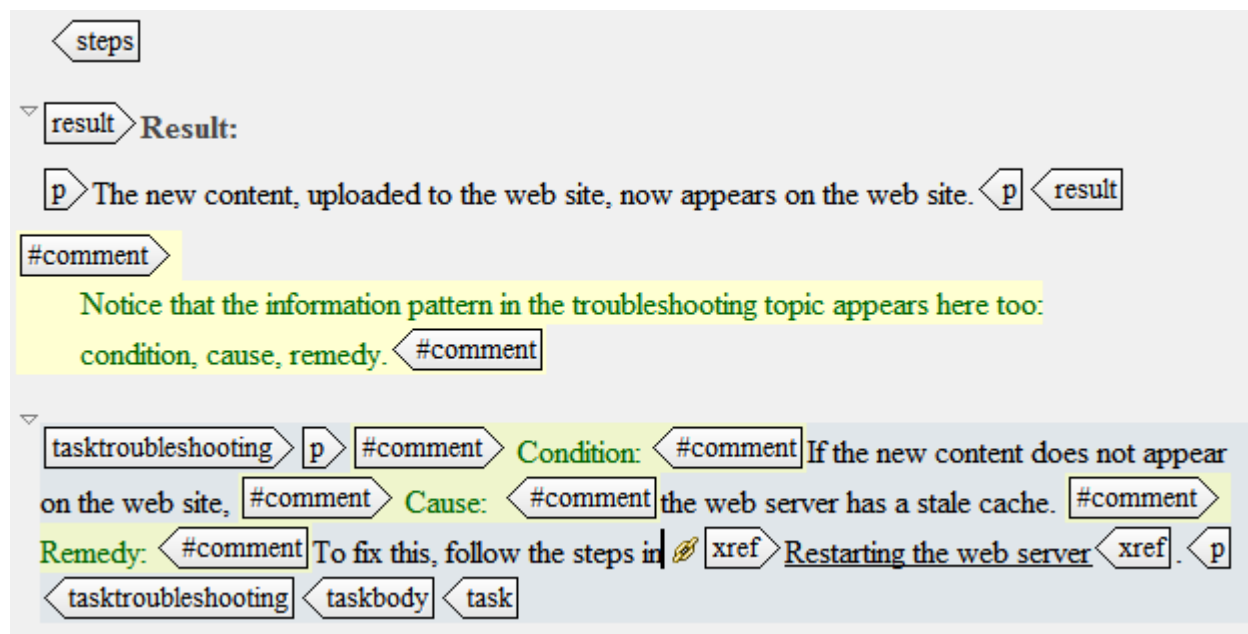 steps
result Result:
p The new content, uploaded to the web site, now appears on the web site. p result
#comment
Notice that the information pattern in the troubleshooting topic appears here too:
condition, cause, remedy. #comment
tasktroubleshooting p #comment Condition: #comment If the new content does not appear
on the web site, #comment Cause: #comment the web server has a stale cache. #comment
Remedy: #comment To fix this, follow the steps in xref Restarting the web server xref . p
tasktroubleshooting taskbody task